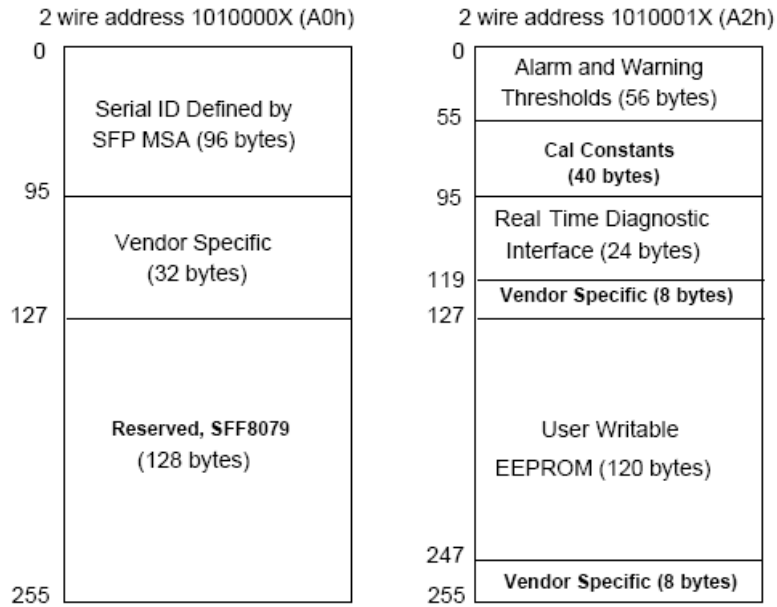 2 wire address 1010000X (A0h)
0
Serial ID Defined by
SFP MSA (96 bytes)
95
Vendor Specific
(32 bytes)
127
Reserved, SFF8079
(128 bytes)
255
2 wire address 1010001X (A2h)
0
Alarm and Warning
Thresholds (56 bytes)
55
Cal Constants
(40 bytes)
95
Real Time Diagnostic
Interface (24 bytes)
119
Vendor Specific (8 bytes)
127
User Writable
EEPROM (120 bytes)
247
Vendor Specific (8 bytes)
255